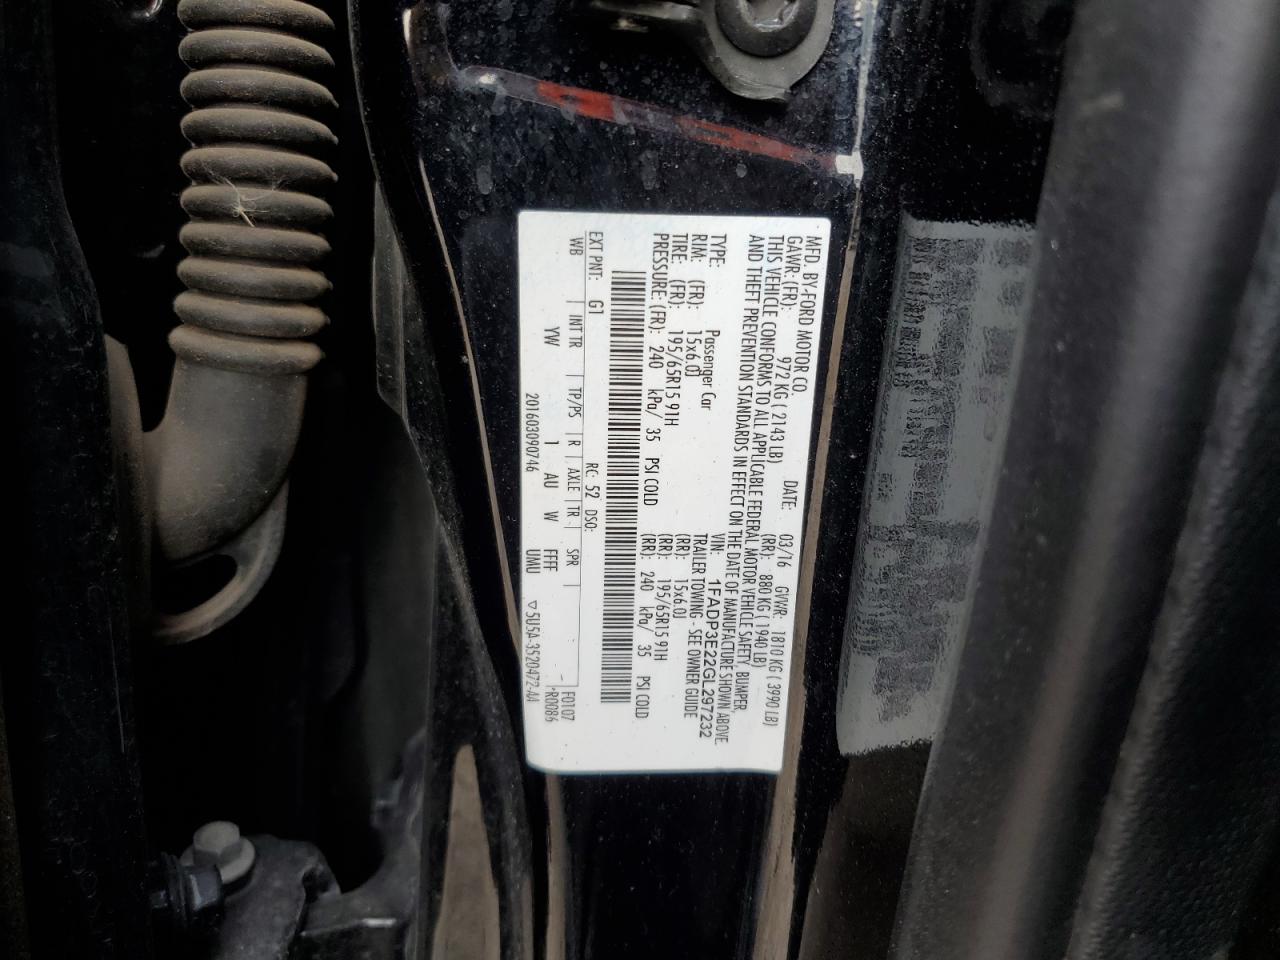 MFD. BY-FORD MOTOR CO.
DATE: 03/16 GVWR: 1810 KG ( 3990 LB)
GAWR: (FR): 972 KG ( 2143 LB) (RR): 880 KG ( 1940 LB)
THIS VEHICLE CONFORMS TO ALL APPLICABLE FEDERAL MOTOR VEHICLE SAFETY, BUMPER,
AND THEFT PREVENTION STANDARDS IN EFFECT ON THE DATE OF MANUFACTURE SHOWN ABOVE.
VIN: 1FADP3E22GL297232
TYPE: Passenger Car TRAILER TOWING - SEE OWNER GUIDE
RIM: (FR): 15x6.0J (RR): 15x6.0J
TIRE: (FR): 195/65R15 91H (RR): 195/65R15 91H
PRESSURE: (FR): 240 kPa/ 35 PSI COLD (RR): 240 kPa/ 35 PSI COLD
EXT PNT: G1 RC: 52 DSO: F0107
WB INT TR TP/PS R AXLE TR SPR R0086
YW 1 AU W FFFF
201603090746 UMU ▽5U5A-3520472-AA